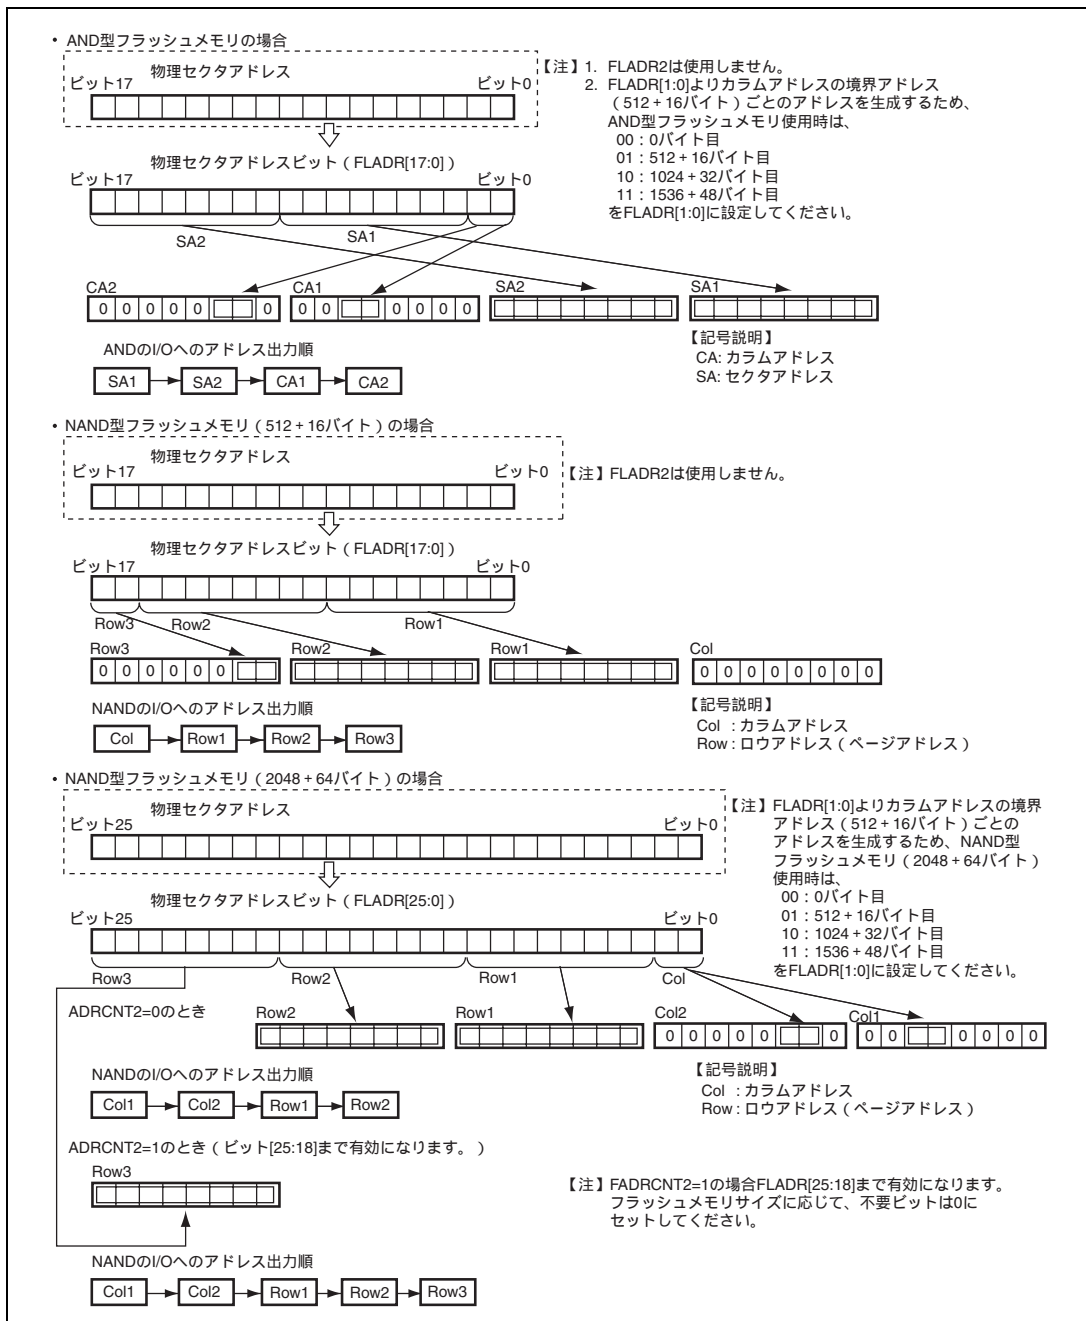 • AND型フラッシュメモリの場合
物理セクタアドレス
ビット17 ビット0
【注】1. FLADR2は使用しません。
2. FLADR[1:0]よりカラムアドレスの境界アドレス
（512＋16バイト）ごとのアドレスを生成するため、
AND型フラッシュメモリ使用時は、
00：0バイト目
01：512＋16バイト目
10：1024＋32バイト目
11：1536＋48バイト目
をFLADR[1:0]に設定してください。
物理セクタアドレスビット（FLADR[17:0]）
ビット17 ビット0
SA2 SA1
CA2 CA1 SA2 SA1
0 0 0 0 0 0 0 0 0 0 0 0
ANDのI/Oへのアドレス出力順
SA1 SA2 CA1 CA2
【記号説明】
CA: カラムアドレス
SA: セクタアドレス
• NAND型フラッシュメモリ（512＋16バイト）の場合
物理セクタアドレス
ビット17 ビット0
【注】FLADR2は使用しません。
物理セクタアドレスビット（FLADR[17:0]）
ビット17 ビット0
Row3 Row2 Row1
Row3 Row2 Row1 Col
0 0 0 0 0 0 0 0 0 0 0 0 0 0
NANDのI/Oへのアドレス出力順
Col Row1 Row2 Row3
【記号説明】
Col ：カラムアドレス
Row：ロウアドレス（ページアドレス）
• NAND型フラッシュメモリ（2048＋64バイト）の場合
物理セクタアドレス
ビット25 ビット0
【注】FLADR[1:0]よりカラムアドレスの境界
アドレス（512＋16バイト）ごとの
アドレスを生成するため、NAND型
フラッシュメモリ（2048＋64バイト）
使用時は、
00：0バイト目
01：512＋16バイト目
10：1024＋32バイト目
11：1536＋48バイト目
をFLADR[1:0]に設定してください。
物理セクタアドレスビット（FLADR[25:0]）
ビット25 ビット0
Row3 Row2 Row1 Col
ADRCNT2=0のとき
Row2 Row1 Col2 Col1
0 0 0 0 0 0 0 0 0 0 0 0
【記号説明】
Col ：カラムアドレス
Row：ロウアドレス（ページアドレス）
NANDのI/Oへのアドレス出力順
Col1 Col2 Row1 Row2
ADRCNT2=1のとき（ビット[25:18]まで有効になります。）
Row3
【注】FADRCNT2=1の場合FLADR[25:18]まで有効になります。
フラッシュメモリサイズに応じて、不要ビットは0に
セットしてください。
NANDのI/Oへのアドレス出力順
Col1 Col2 Row1 Row2 Row3